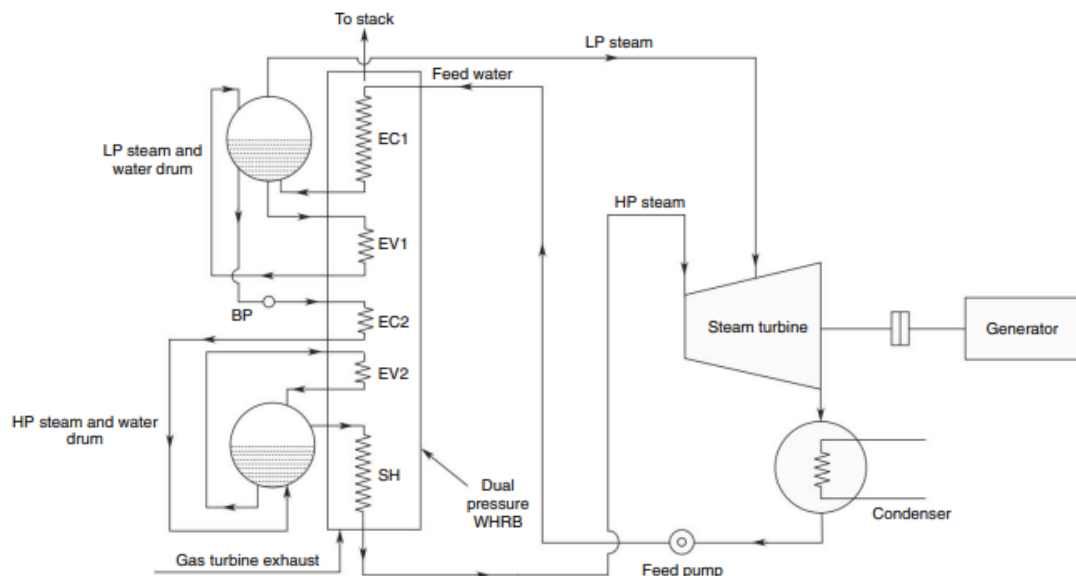 To stack
LP steam
Feed water
EC1
LP steam and
water drum
HP steam
EV1
BP
EC2
Steam turbine
Generator
EV2
HP steam and water
drum
SH
Dual
pressure
WHRB
Condenser
Gas turbine exhaust
Feed pump